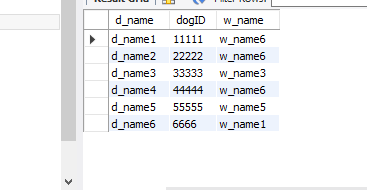 Result Grid Filter Rows:
d_name dogID w_name
d_name1 11111 w_name6
d_name2 22222 w_name6
d_name3 33333 w_name3
d_name4 44444 w_name6
d_name5 55555 w_name5
d_name6 6666 w_name1